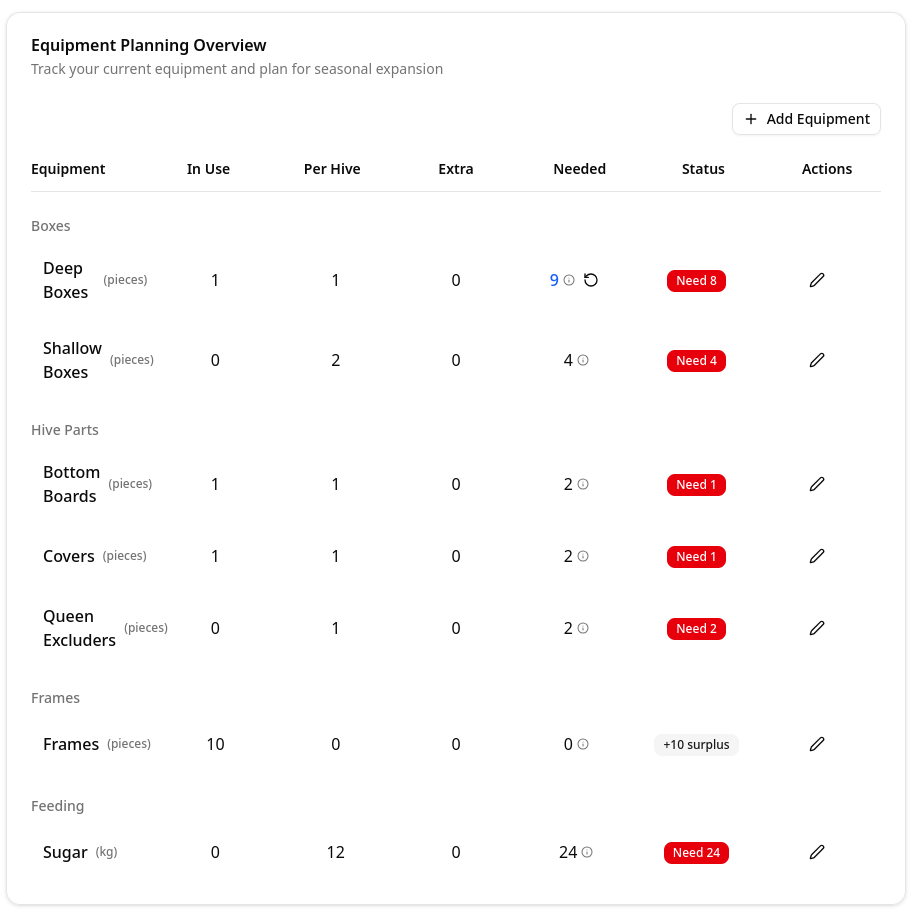 Equipment Planning Overview
Track your current equipment and plan for seasonal expansion
+ Add Equipment
Equipment In Use Per Hive Extra Needed Status Actions
Boxes
Deep Boxes (pieces) 1 1 0 9 Need 8
Shallow Boxes (pieces) 0 2 0 4 Need 4
Hive Parts
Bottom Boards (pieces) 1 1 0 2 Need 1
Covers (pieces) 1 1 0 2 Need 1
Queen Excluders (pieces) 0 1 0 2 Need 2
Frames
Frames (pieces) 10 0 0 0 +10 surplus
Feeding
Sugar (kg) 0 12 0 24 Need 24